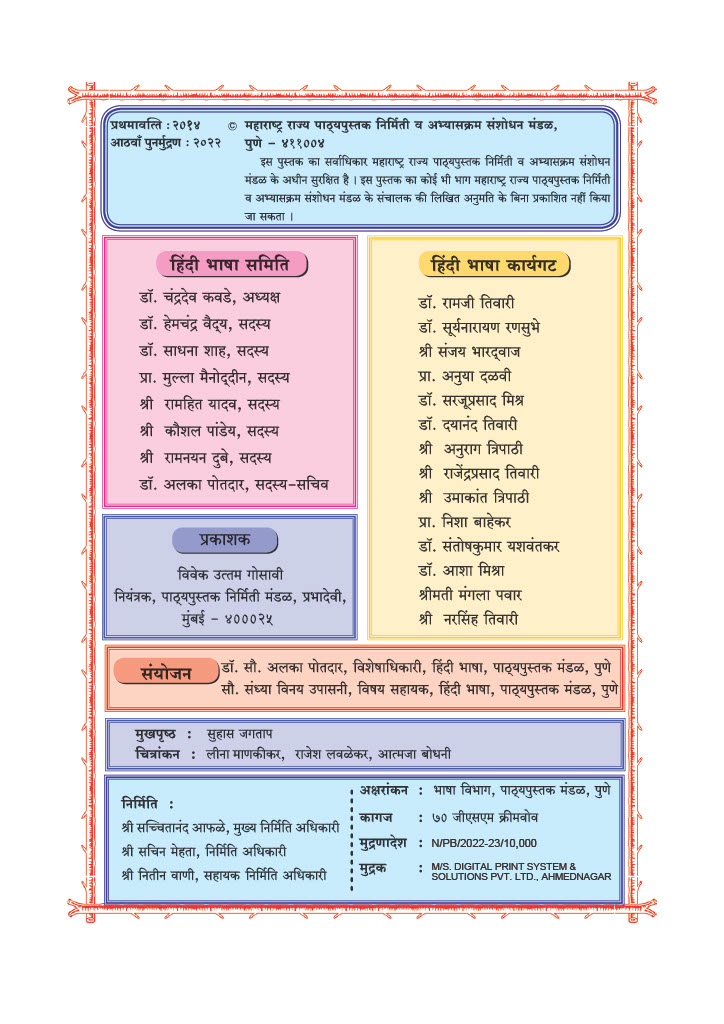 प्रथमावत्ति : २०१४
आठवाँ पुनर्मुद्रण : २०२२
© महाराष्ट्र राज्य पाठ्यपुस्तक निर्मिती व अभ्यासक्रम संशोधन मंडळ,
पुणे - ४११००४
इस पुस्तक का सर्वाधिकार महाराष्ट्र राज्य पाठ्यपुस्तक निर्मिती व अभ्यासक्रम संशोधन
मंडळ के अधीन सुरक्षित है । इस पुस्तक का कोई भी भाग महाराष्ट्र राज्य पाठ्यपुस्तक निर्मिती
व अभ्यासक्रम संशोधन मंडळ के संचालक की लिखित अनुमति के बिना प्रकाशित नहीं किया
जा सकता ।
हिंदी भाषा समिति
डॉ. चंद्रदेव कवडे, अध्यक्ष
डॉ. हेमचंद्र वैद्य, सदस्य
डॉ. साधना शाह, सदस्य
प्रा. मुल्ला मैनोद्दीन, सदस्य
श्री रामहित यादव, सदस्य
श्री कौशल पांडेय, सदस्य
श्री रामनयन दुबे, सदस्य
डॉ. अलका पोतदार, सदस्य-सचिव
हिंदी भाषा कार्यगट
डॉ. रामजी तिवारी
डॉ. सूर्यनारायण रणसुभे
श्री संजय भारद्वाज
प्रा. अनुया दळवी
डॉ. सरजूप्रसाद मिश्र
डॉ. दयानंद तिवारी
श्री अनुराग त्रिपाठी
श्री राजेंद्रप्रसाद तिवारी
श्री उमाकांत त्रिपाठी
प्रा. निशा बाहेकर
डॉ. संतोषकुमार यशवंतकर
डॉ. आशा मिश्रा
श्रीमती मंगला पवार
श्री नरसिंह तिवारी
प्रकाशक
विवेक उत्तम गोसावी
नियंत्रक, पाठ्यपुस्तक निर्मिती मंडळ, प्रभादेवी,
मुंबई - ४०००२५
संयोजन
डॉ. सौ. अलका पोतदार, विशेषाधिकारी, हिंदी भाषा, पाठ्यपुस्तक मंडळ, पुणे
सौ. संध्या विनय उपासनी, विषय सहायक, हिंदी भाषा, पाठ्यपुस्तक मंडळ, पुणे
मुखपृष्ठ : सुहास जगताप
चित्रांकन : लीना माणकीकर, राजेश लवळेकर, आत्मजा बोधनी
निर्मिति :
श्री सच्चितानंद आफळे, मुख्य निर्मिति अधिकारी
श्री सचिन मेहता, निर्मिति अधिकारी
श्री नितीन वाणी, सहायक निर्मिति अधिकारी
अक्षरांकन : भाषा विभाग, पाठ्यपुस्तक मंडळ, पुणे
कागज : ७० जीएसएम क्रीमवोव
मुद्रणादेश : N/PB/2022-23/10,000
मुद्रक : M/S. DIGITAL PRINT SYSTEM &
SOLUTIONS PVT. LTD., AHMEDNAGAR